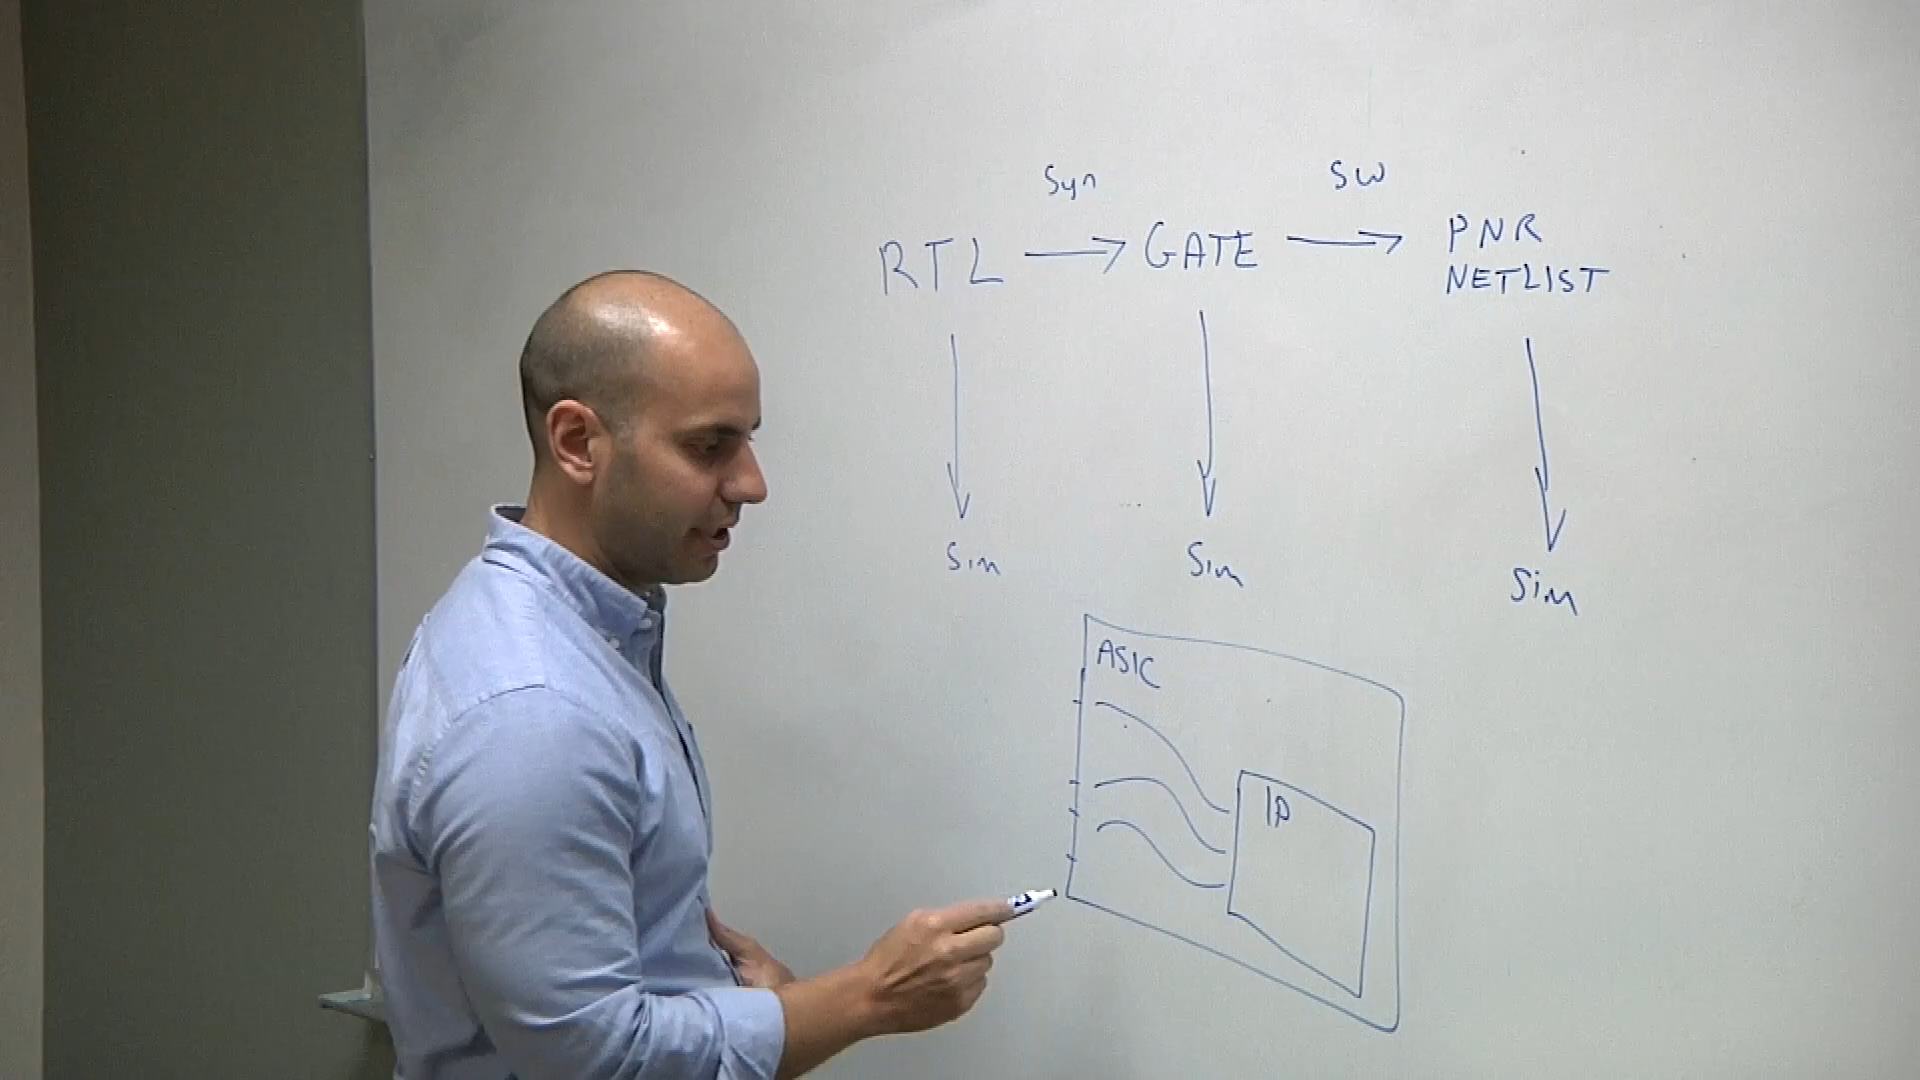 Syn
SW
RTL
GATE
PNR
NETLIST
Sim
Sim
Sim
ASIC
IP